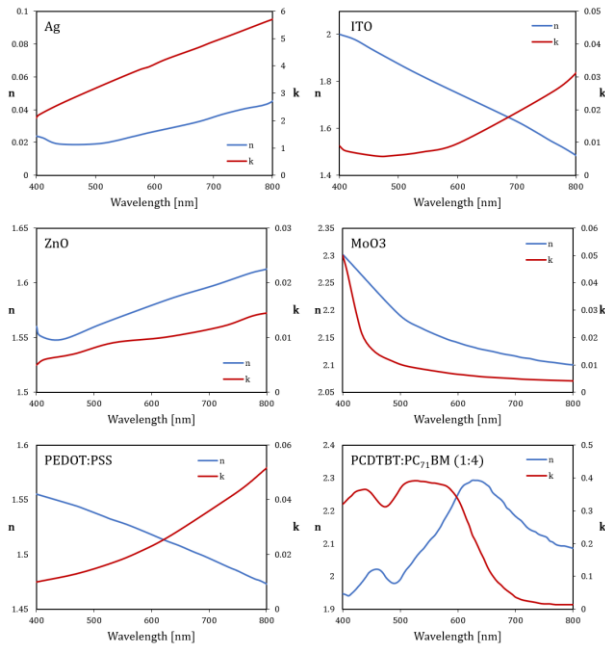 Ag
0.1
0.08
0.06
n
0.04
0.02
0
6
5
4
3
k
2
1
0
n
k
400 500 600 700 800
Wavelength [nm]
ITO
2
1.8
n
1.6
1.4
0.05
0.04
0.03
k
0.02
0.01
0
n
k
400 500 600 700 800
Wavelength [nm]
ZnO
1.65
1.6
n
1.55
1.5
0.03
0.02
k
0.01
0
n
k
400 500 600 700 800
Wavelength [nm]
MoO3
2.35
2.3
2.25
2.2
n
2.15
2.1
2.05
0.06
0.05
0.04
0.03
k
0.02
0.01
0
n
k
400 500 600 700 800
Wavelength [nm]
PEDOT:PSS
1.6
1.55
n
1.5
1.45
0.06
0.04
k
0.02
0
n
k
400 500 600 700 800
Wavelength [nm]
PCDTBT:PC₇₁BM (1:4)
2.4
2.3
2.2
n
2.1
2
1.9
0.5
0.4
0.3
k
0.2
0.1
0
n
k
400 500 600 700 800
Wavelength [nm]